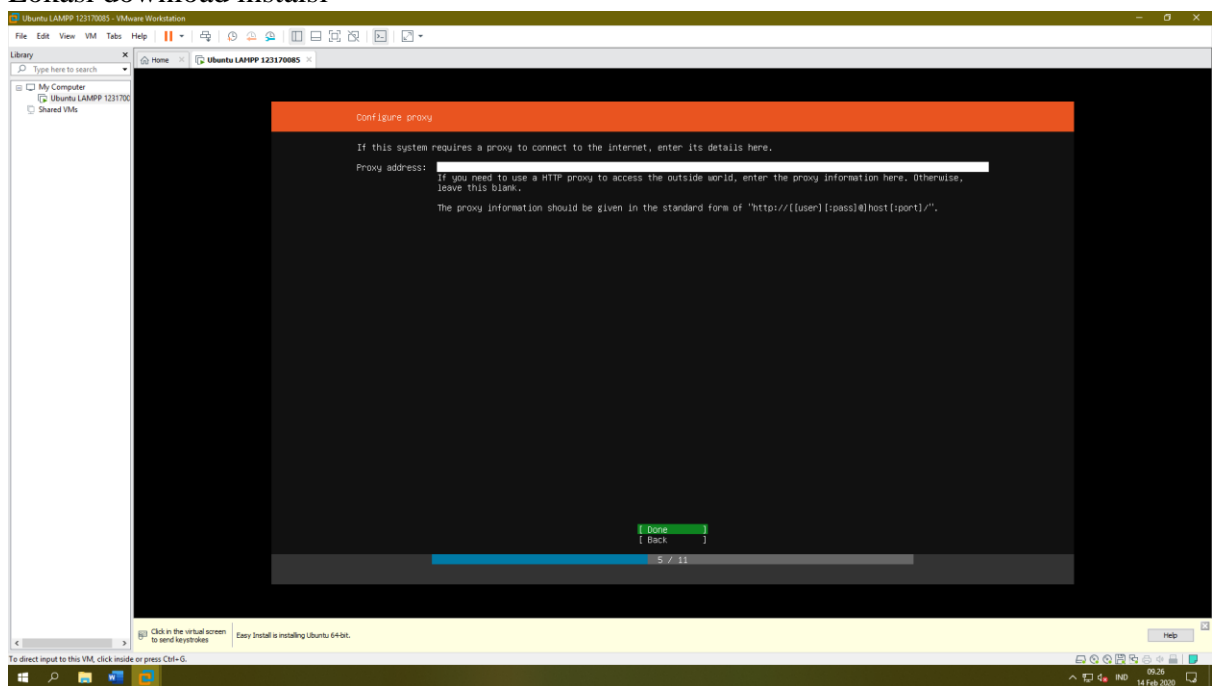 Lokasi download instalsi
Ubuntu LAMPP 123170085 - VMware Workstation
File Edit View VM Tabs Help
Library
Home
Ubuntu LAMPP 123170085
Type here to search
My Computer
Ubuntu LAMPP 1231700
Shared VMs
Configure proxy
If this system requires a proxy to connect to the internet, enter its details here.
Proxy address:
If you need to use a HTTP proxy to access the outside world, enter the proxy information here. Otherwise,
leave this blank.
The proxy information should be given in the standard form of "http://[[user][:pass]@]host[:port]/".
[ Done ]
[ Back ]
5 / 11
Click in the virtual screen
to send keystrokes
Easy Install is installing Ubuntu 64-bit.
Help
To direct input to this VM, click inside or press Ctrl+G.
IND
09.26
14 Feb 2020